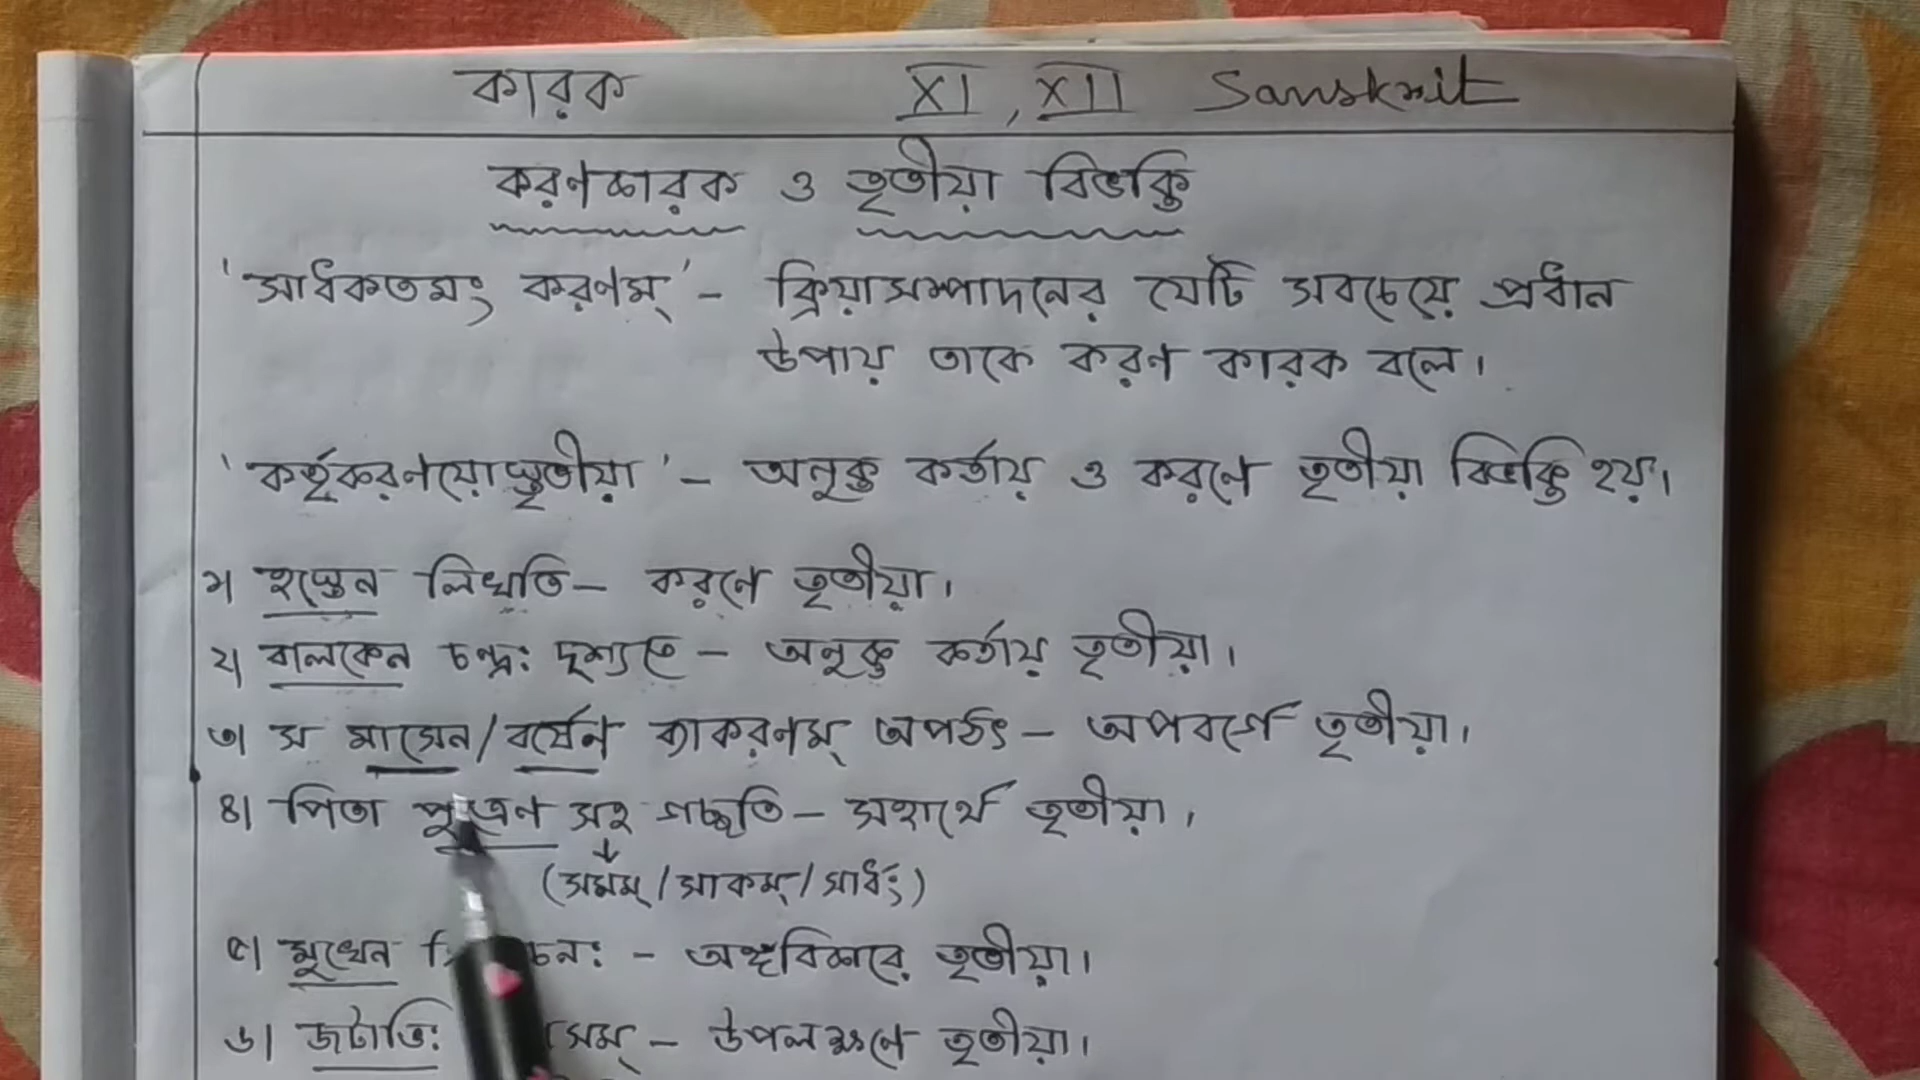 কারক XI, XII Sanskrit
করণকারক ও তৃতীয়া বিভক্তি
'সাধকতমং করণম্' - ক্রিয়াসম্পাদনের যেটি সবচেয়ে প্রধান
উপায় তাকে করণ কারক বলে।
'কর্তৃকরণয়োস্তৃতীয়া' - অনুক্ত কর্তায় ও করণে তৃতীয়া বিভক্তি হয়।
১। হস্তেন লিখতি - করণে তৃতীয়া।
২। বালকেন চন্দ্রঃ দৃশ্যতে - অনুক্ত কর্তায় তৃতীয়া।
৩। স মাসেন/বর্ষেণ ব্যাকরণম্ অপঠৎ - অপবর্গে তৃতীয়া।
৪। পিতা পুত্রেণ সহ গচ্ছতি - সহার্থে তৃতীয়া।
(সমম্/সাকম্/সার্ধং)
৫। মুখেন - অঙ্গবিকারে তৃতীয়া।
৬। জটাভিঃ - উপলক্ষণে তৃতীয়া।